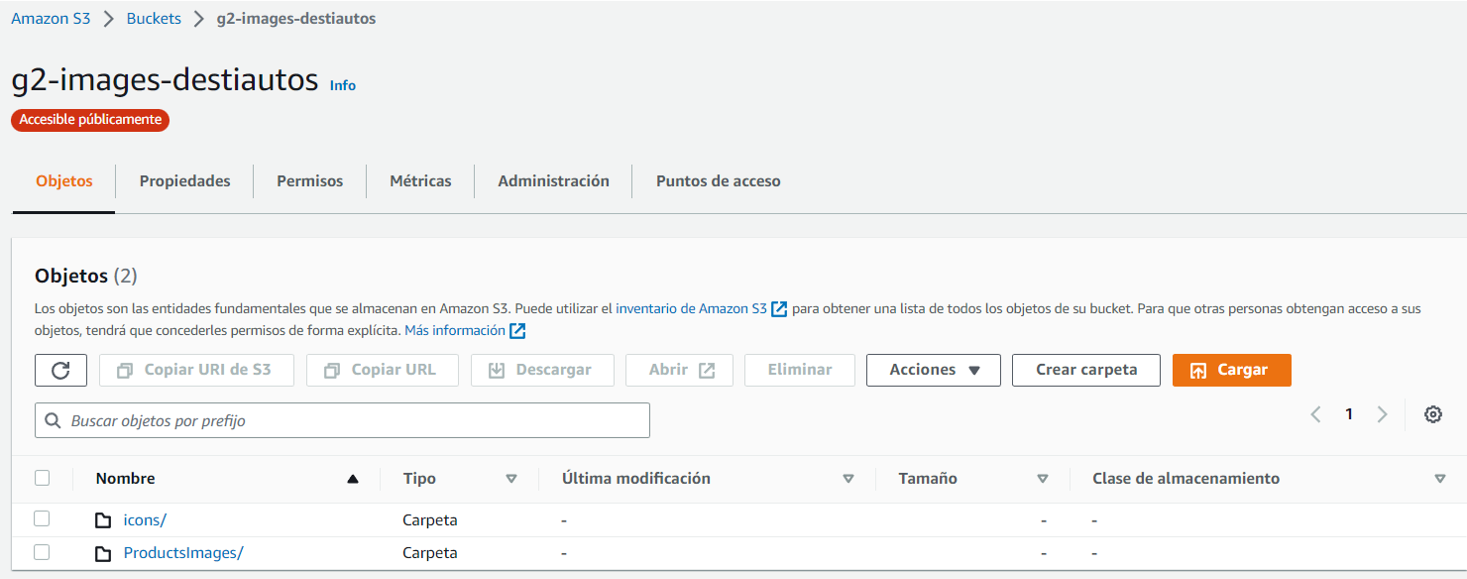 Amazon S3 > Buckets > g2-images-destiautos
g2-images-destiautos Info
Accesible públicamente
Objetos Propiedades Permisos Métricas Administración Puntos de acceso
Objetos (2)
Los objetos son las entidades fundamentales que se almacenan en Amazon S3. Puede utilizar el inventario de Amazon S3 para obtener una lista de todos los objetos de su bucket. Para que otras personas obtengan acceso a sus
objetos, tendrá que concederles permisos de forma explícita. Más información
Copiar URI de S3 Copiar URL Descargar Abrir Eliminar Acciones Crear carpeta Cargar
Buscar objetos por prefijo
1
Nombre Tipo Última modificación Tamaño Clase de almacenamiento
icons/ Carpeta - - -
ProductsImages/ Carpeta - - -